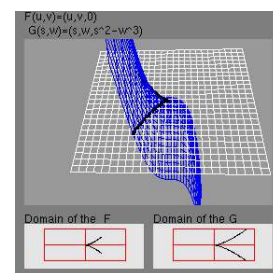 F(u,v)=(u,v,0)
G(s,w)=(s,w,s^2-w^3)
Domain of the F
Domain of the G